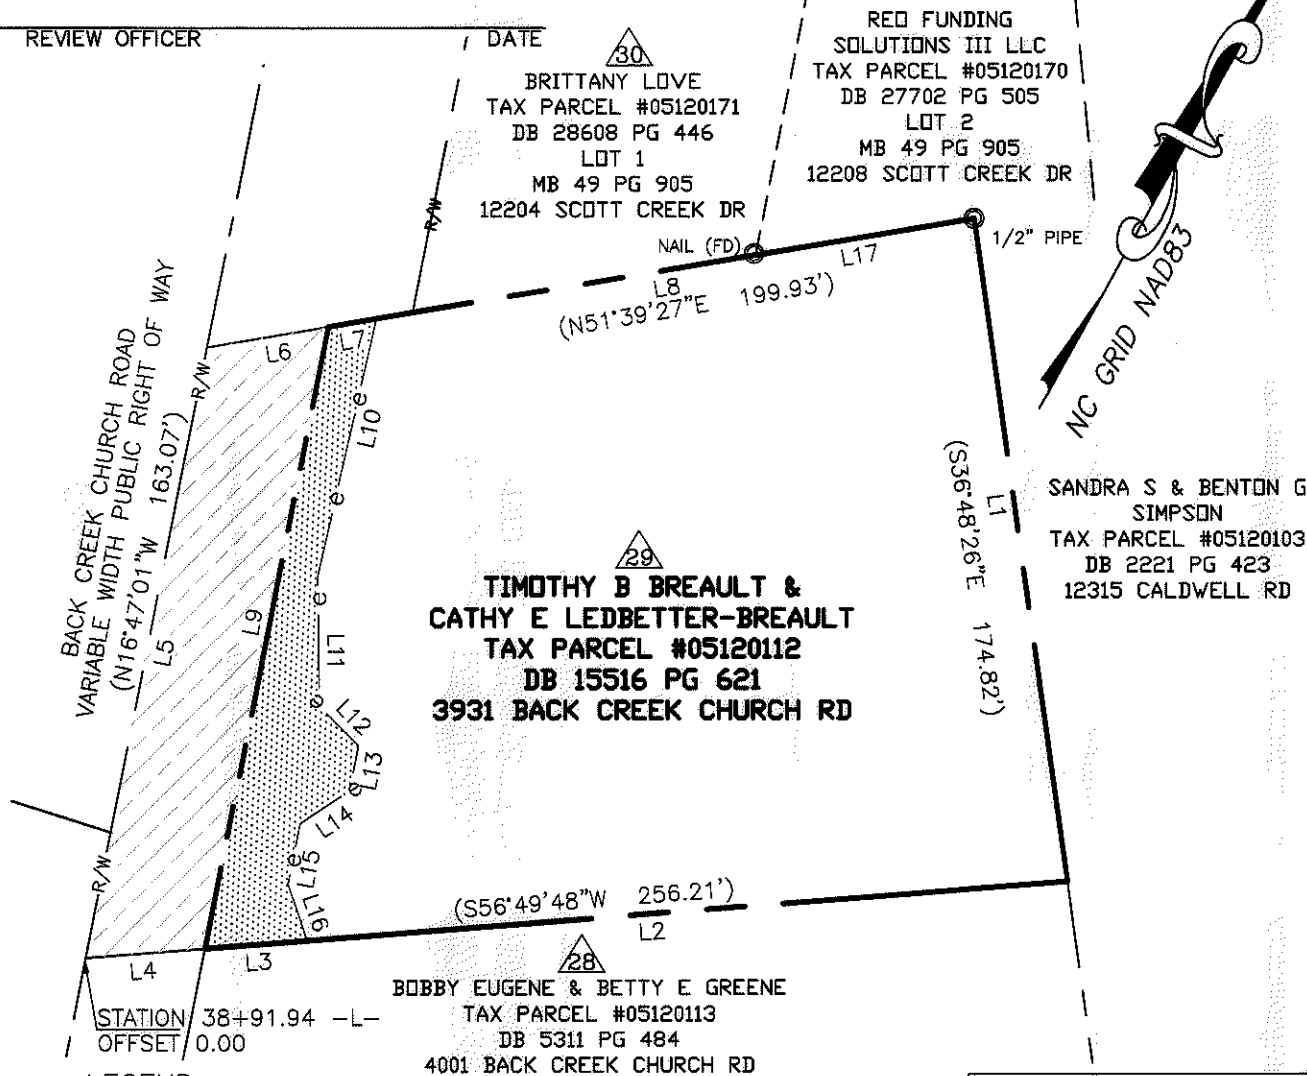 REVIEW OFFICER
DATE
30
BRITTANY LOVE
TAX PARCEL #05120171
DB 28608 PG 446
LOT 1
MB 49 PG 905
12204 SCOTT CREEK DR
REO FUNDING
SOLUTIONS III LLC
TAX PARCEL #05120170
DB 27702 PG 505
LOT 2
MB 49 PG 905
12208 SCOTT CREEK DR
R/W
NAIL (FD)
1/2" PIPE
L17
L8
(N51°39'27"E 199.93')
NC GRID NAD83
L7
L6
R/W
BACK CREEK CHURCH ROAD
VARIABLE WIDTH PUBLIC RIGHT OF WAY
(N16°47'01"W 163.07')
L5
e
L10
e
e
L9
L11
e
L12
L13
e
L14
e
L15
L16
(S36°48'26"E 174.82')
L1
SANDRA S & BENTON G
SIMPSON
TAX PARCEL #05120103
DB 2221 PG 423
12315 CALDWELL RD
29
TIMOTHY B BREAULT &
CATHY E LEDBETTER-BREAULT
TAX PARCEL #05120112
DB 15516 PG 621
3931 BACK CREEK CHURCH RD
R/W
(S56°49'48"W 256.21')
L2
L3
L4
28
BOBBY EUGENE & BETTY E GREENE
TAX PARCEL #05120113
DB 5311 PG 484
4001 BACK CREEK CHURCH RD
STATION 38+91.94 -L-
OFFSET 0.00